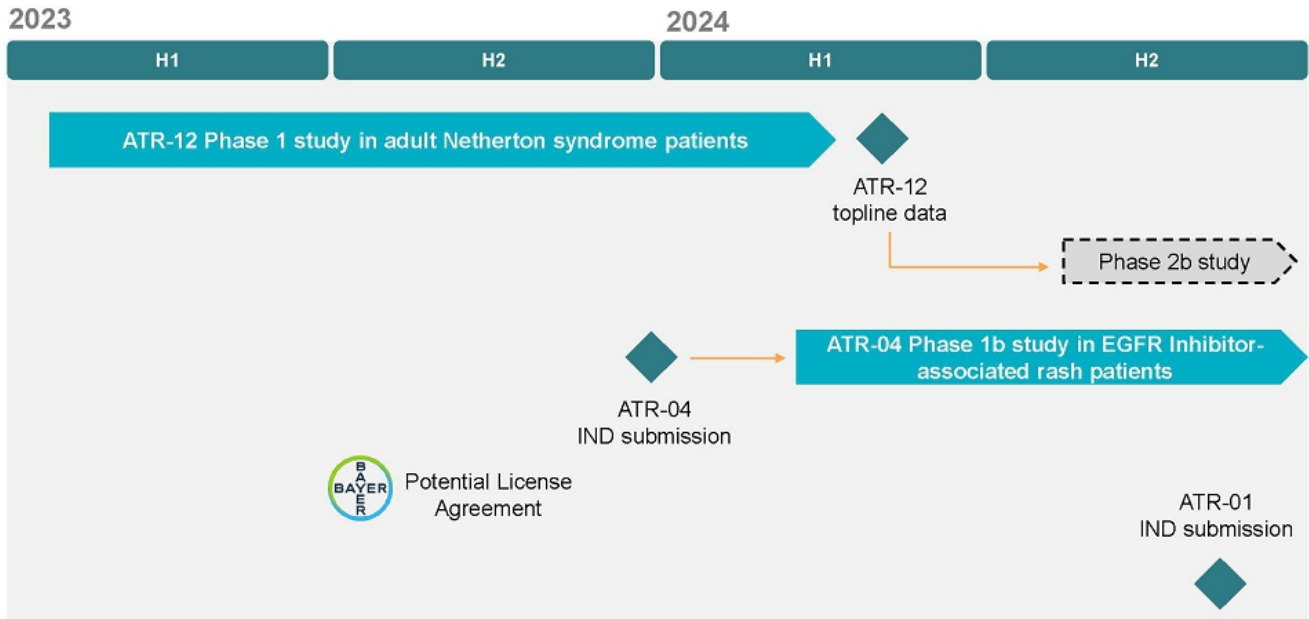 2023
2024
H1
H2
H1
H2
ATR-12 Phase 1 study in adult Netherton syndrome patients
ATR-12
topline data
Phase 2b study
ATR-04 Phase 1b study in EGFR Inhibitor-
associated rash patients
ATR-04
IND submission
BAYER
BAYER
Potential License
Agreement
ATR-01
IND submission